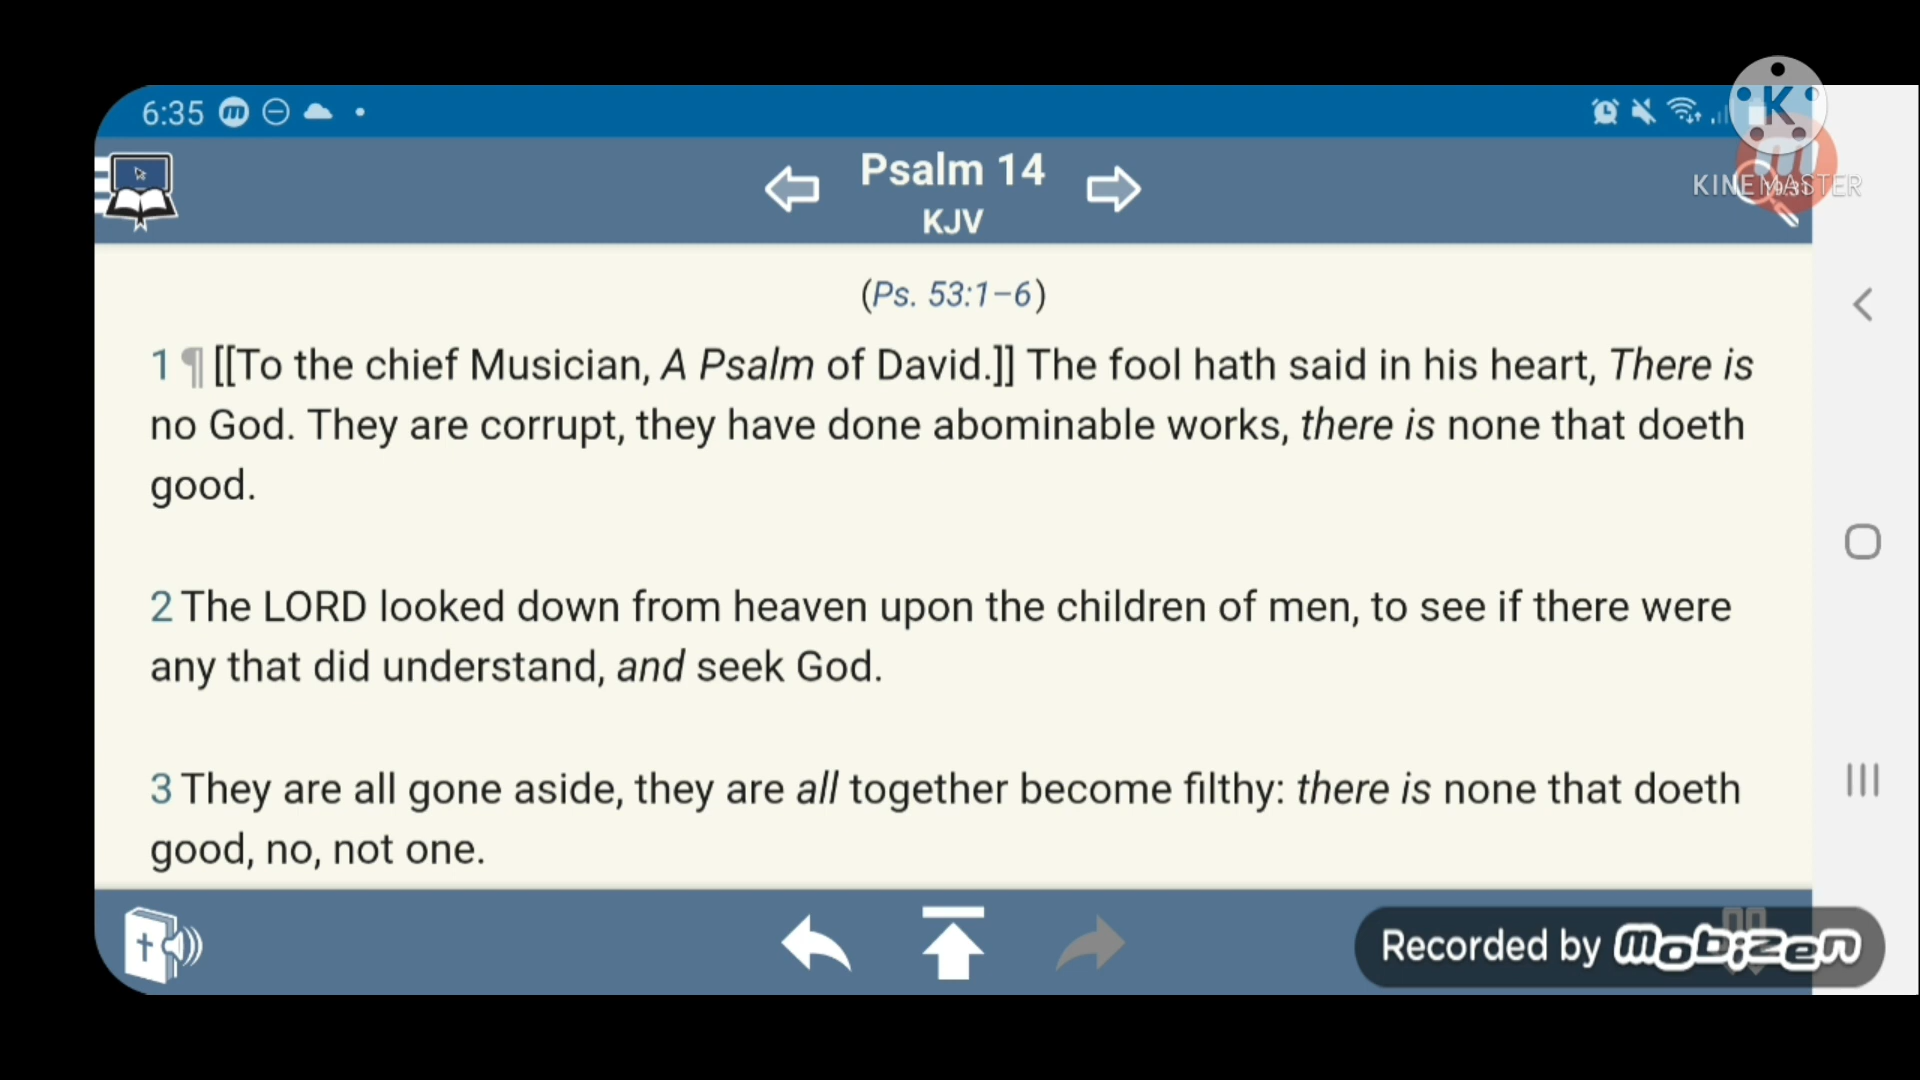 6:35
Psalm 14
KJV
KINEMASTER
(Ps. 53:1–6)
1 ¶ [[To the chief Musician, A Psalm of David.]] The fool hath said in his heart, There is
no God. They are corrupt, they have done abominable works, there is none that doeth
good.
2 The LORD looked down from heaven upon the children of men, to see if there were
any that did understand, and seek God.
3 They are all gone aside, they are all together become filthy: there is none that doeth
good, no, not one.
Recorded by mobizen